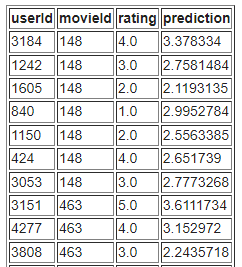 userId movieId rating prediction
3184 148 4.0 3.378334
1242 148 3.0 2.7581484
1605 148 2.0 2.1193135
840 148 1.0 2.9952784
1150 148 2.0 2.5563385
424 148 4.0 2.651739
3053 148 3.0 2.7773268
3151 463 5.0 3.6111734
4277 463 4.0 3.152972
3808 463 3.0 2.2435718